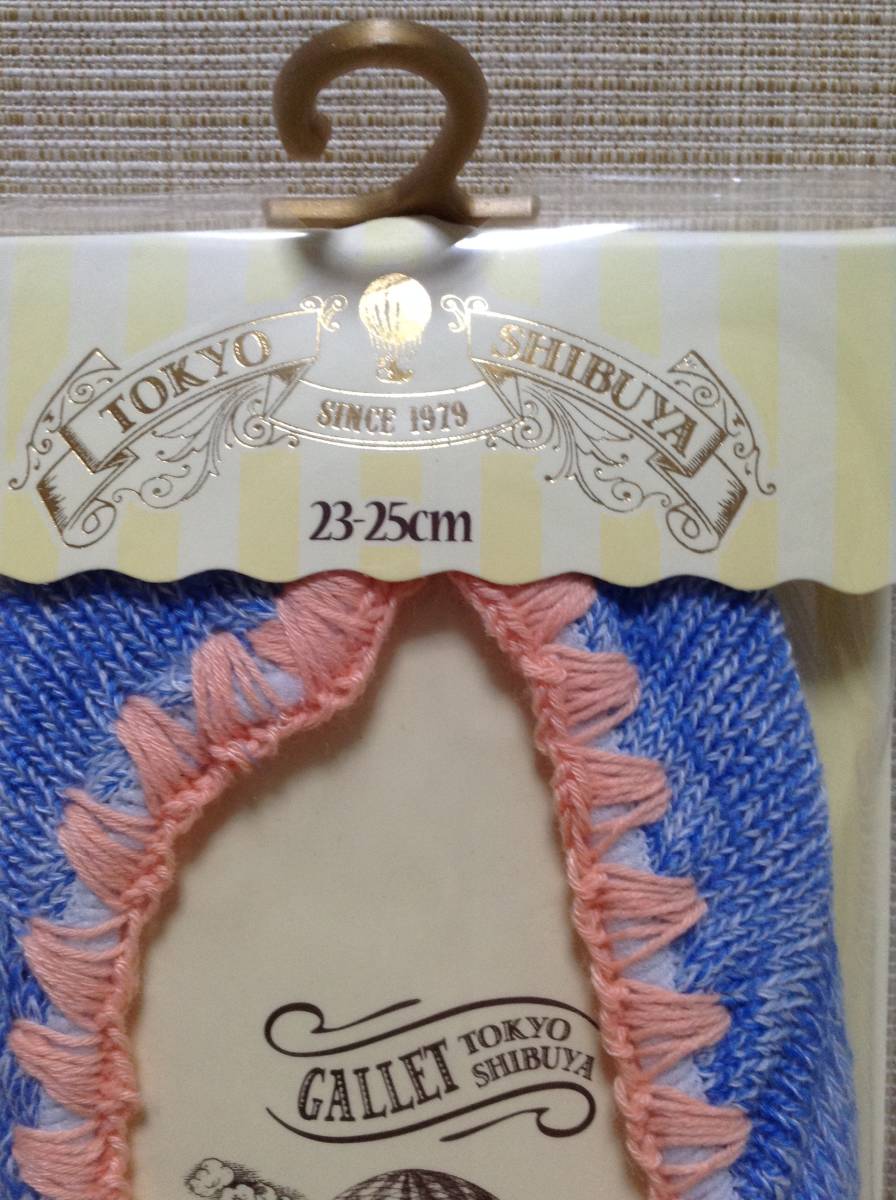 TOKYO SHIBUYA
SINCE 1979
23-25cm
GALLET TOKYO
SHIBUYA